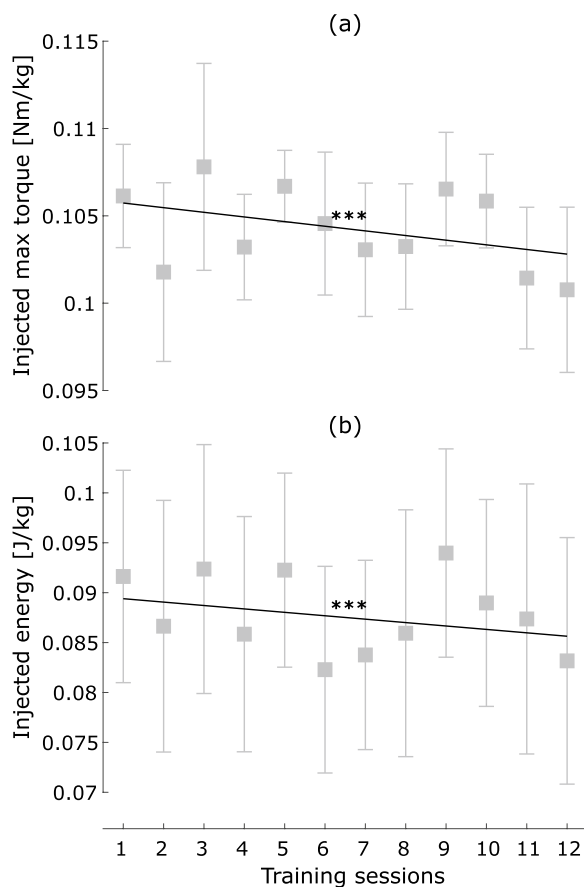 (a)
Injected max torque [Nm/kg]
0.115
0.11
0.105
0.1
0.095
***
(b)
Injected energy [J/kg]
0.105
0.1
0.095
0.09
0.085
0.08
0.075
0.07
***
1 2 3 4 5 6 7 8 9 10 11 12
Training sessions